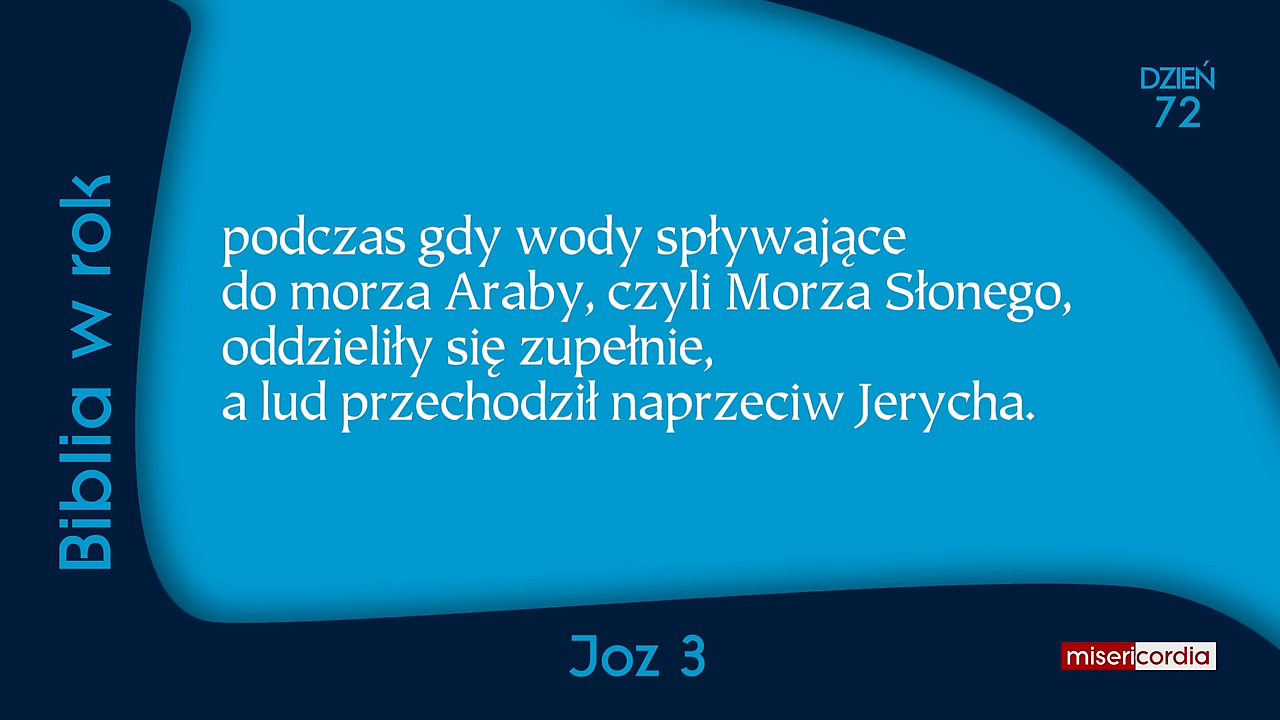 DZIEŃ
72
Biblia w rok
podczas gdy wody spływające
do morza Araby, czyli Morza Słonego,
oddzieliły się zupełnie,
a lud przechodził naprzeciw Jerycha.
Joz 3
misericordia